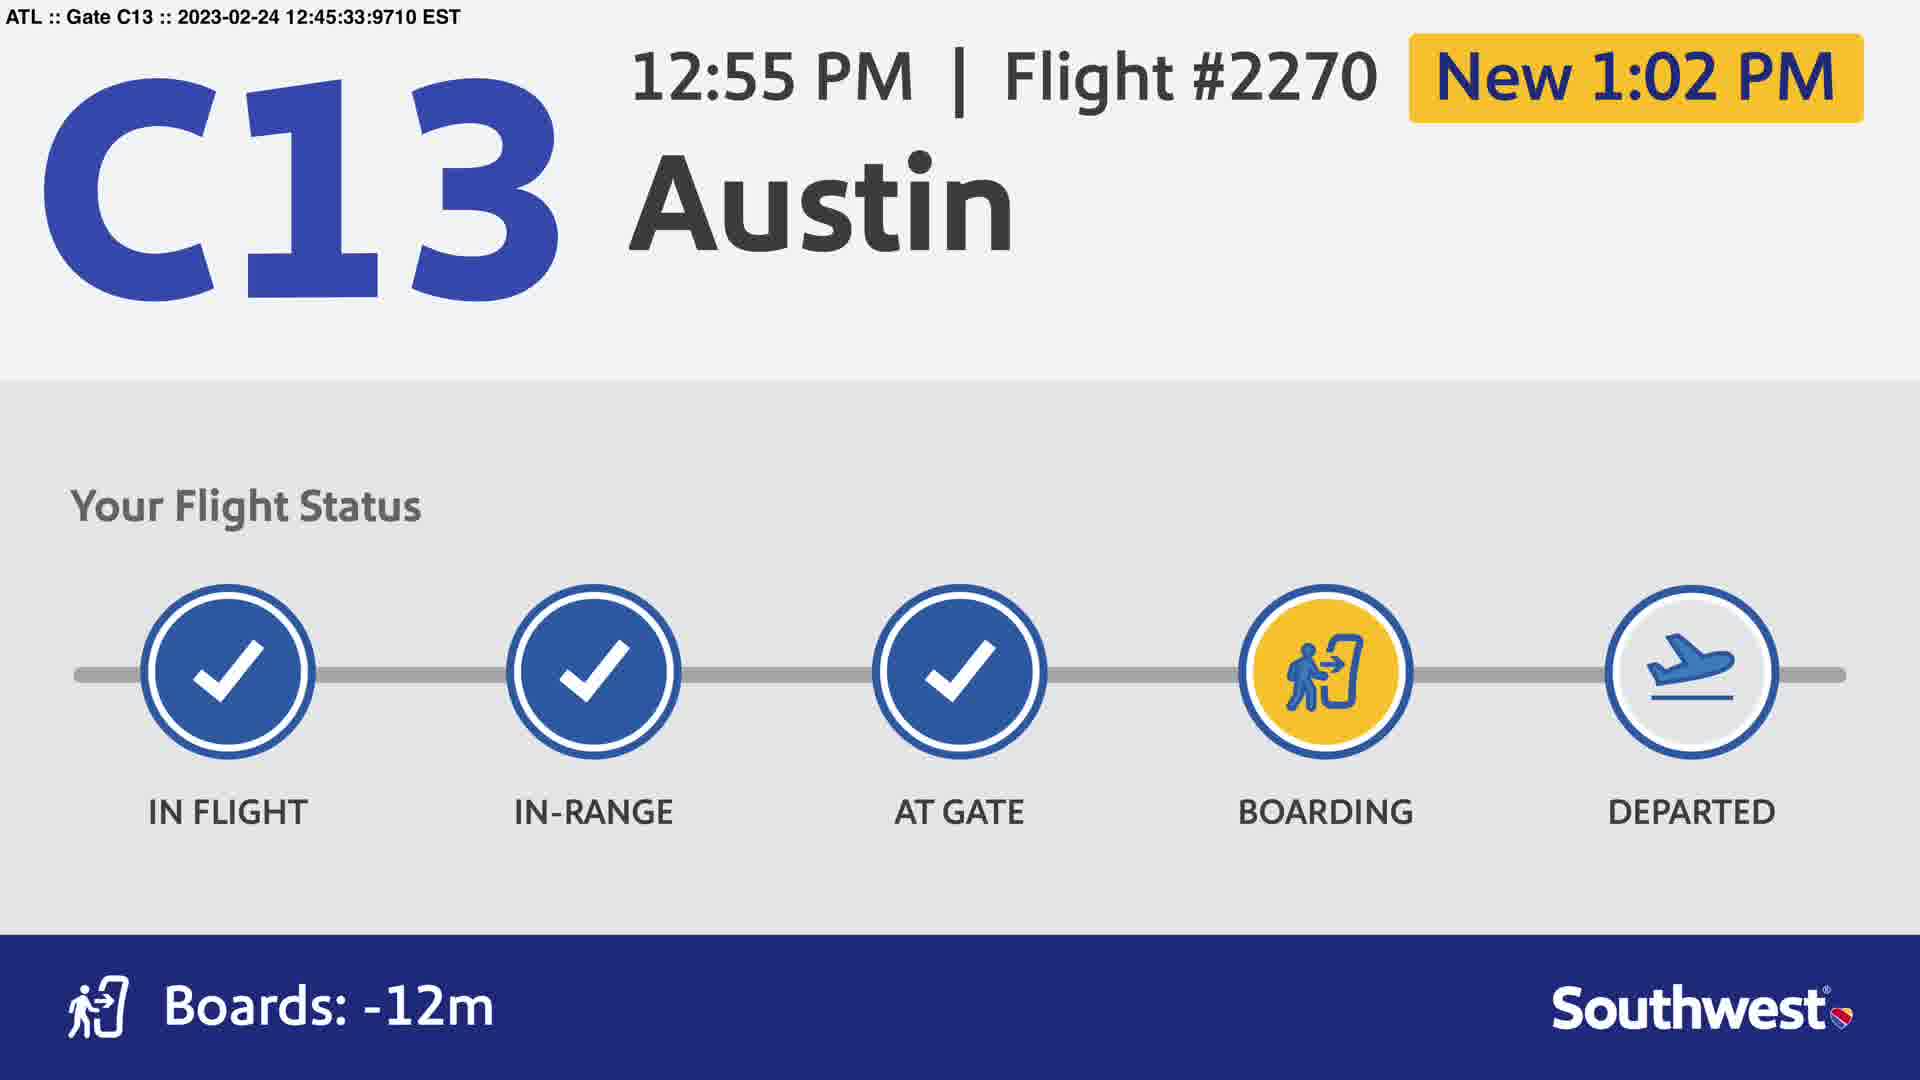 ATL :: Gate C13 :: 2023-02-24 12:45:33:9710 EST
C13
12:55 PM | Flight #2270 New 1:02 PM
Austin
Your Flight Status
IN FLIGHT IN-RANGE AT GATE BOARDING DEPARTED
Boards: -12m
Southwest®